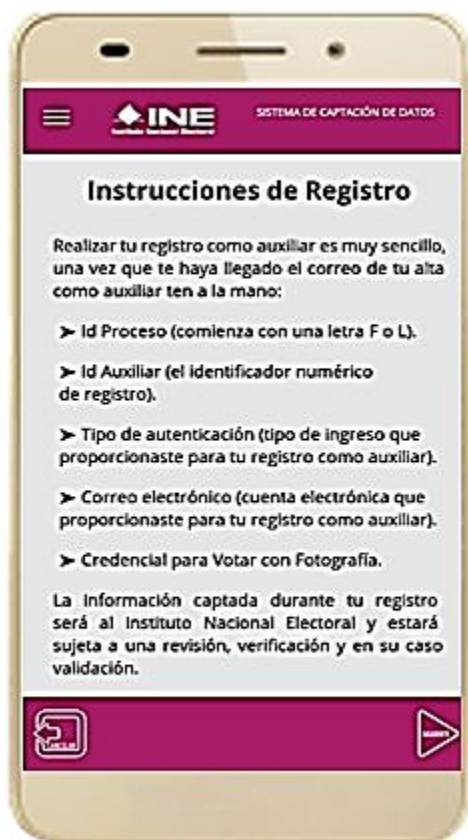 INE
Instituto Nacional Electoral
SISTEMA DE CAPTACIÓN DE DATOS
Instrucciones de Registro
Realizar tu registro como auxiliar es muy sencillo,
una vez que te haya llegado el correo de tu alta
como auxiliar ten a la mano:
➤ Id Proceso (comienza con una letra F o L).
➤ Id Auxiliar (el identificador numérico
de registro).
➤ Tipo de autenticación (tipo de ingreso que
proporcionaste para tu registro como auxiliar).
➤ Correo electrónico (cuenta electrónica que
proporcionaste para tu registro como auxiliar).
➤ Credencial para Votar con Fotografía.
La Información captada durante tu registro
será al Instituto Nacional Electoral y estará
sujeta a una revisión, verificación y en su caso
validación.